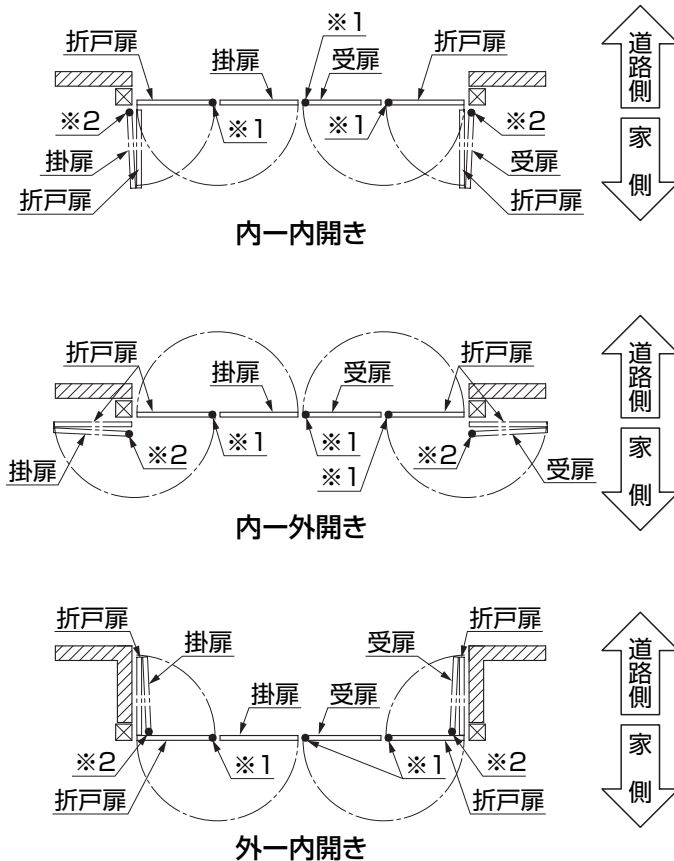 ※1
折戸扉
掛扉
受扉
折戸扉
※2
※1
※1
※2
掛扉
受扉
折戸扉
折戸扉
内ー内開き
道路側
家側
折戸扉
掛扉
受扉
折戸扉
※1
※1
※2
※2
※1
掛扉
受扉
内ー外開き
道路側
家側
折戸扉
掛扉
受扉
折戸扉
掛扉
受扉
※2
※1
※1
※2
折戸扉
折戸扉
外ー内開き
道路側
家側